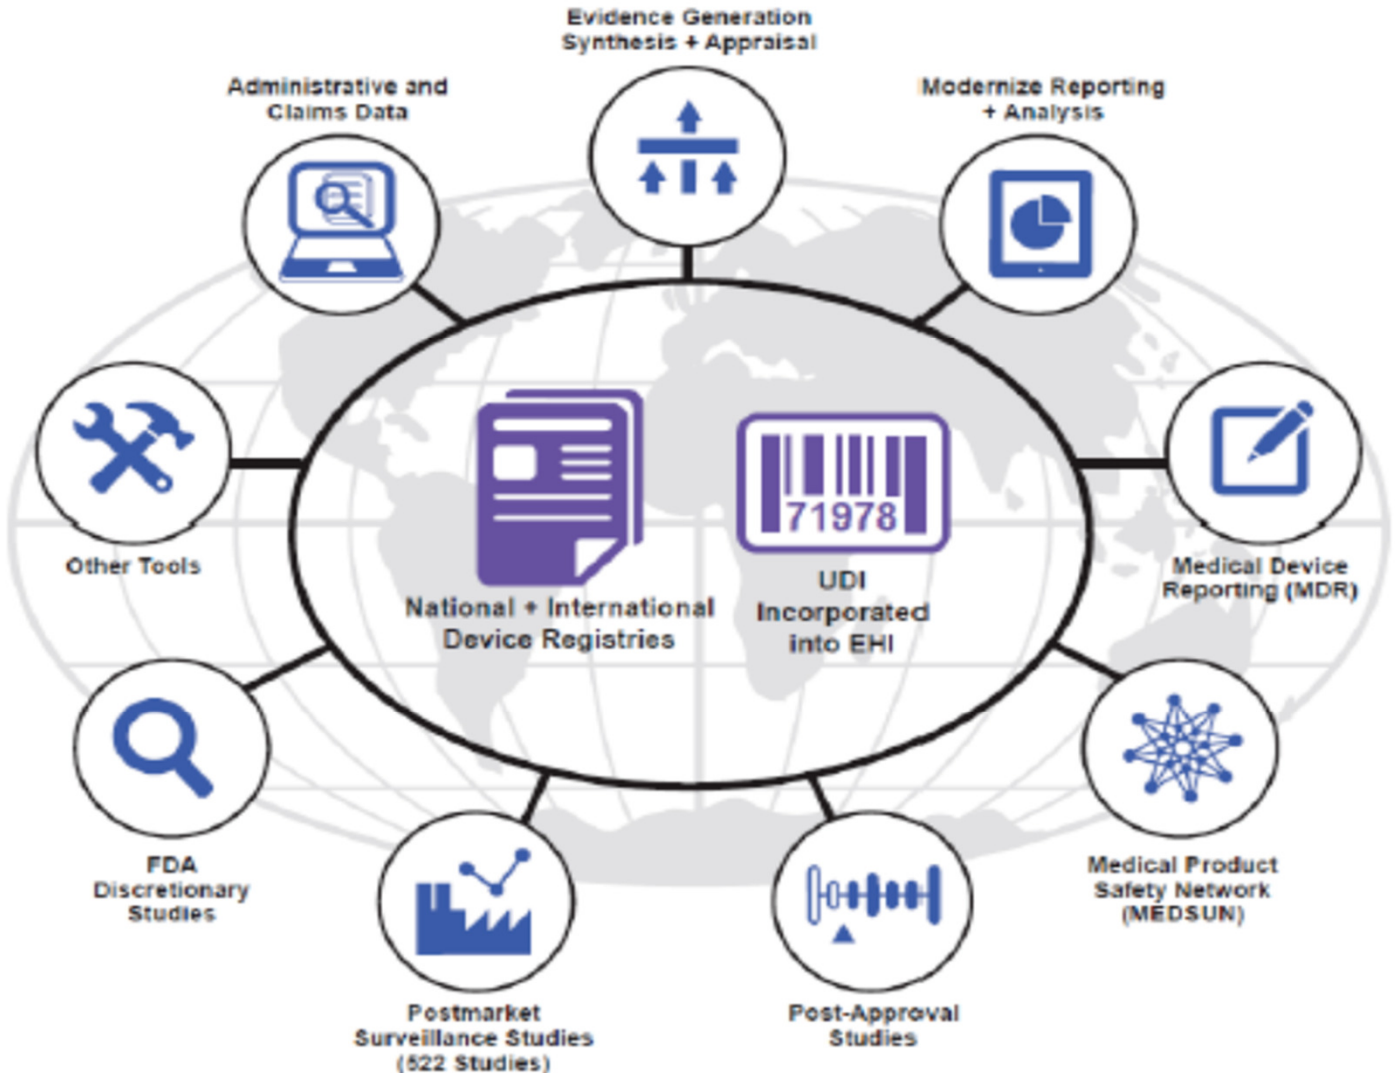 Evidence Generation
Synthesis + Appraisal
Administrative and
Claims Data
Modernize Reporting
+ Analysis
Other Tools
71978
National + International
Device Registries
UDI
Incorporated
into EHI
Medical Device
Reporting (MDR)
FDA
Discretionary
Studies
Medical Product
Safety Network
(MEDSUN)
Postmarket
Surveillance Studies
(522 Studies)
Post-Approval
Studies